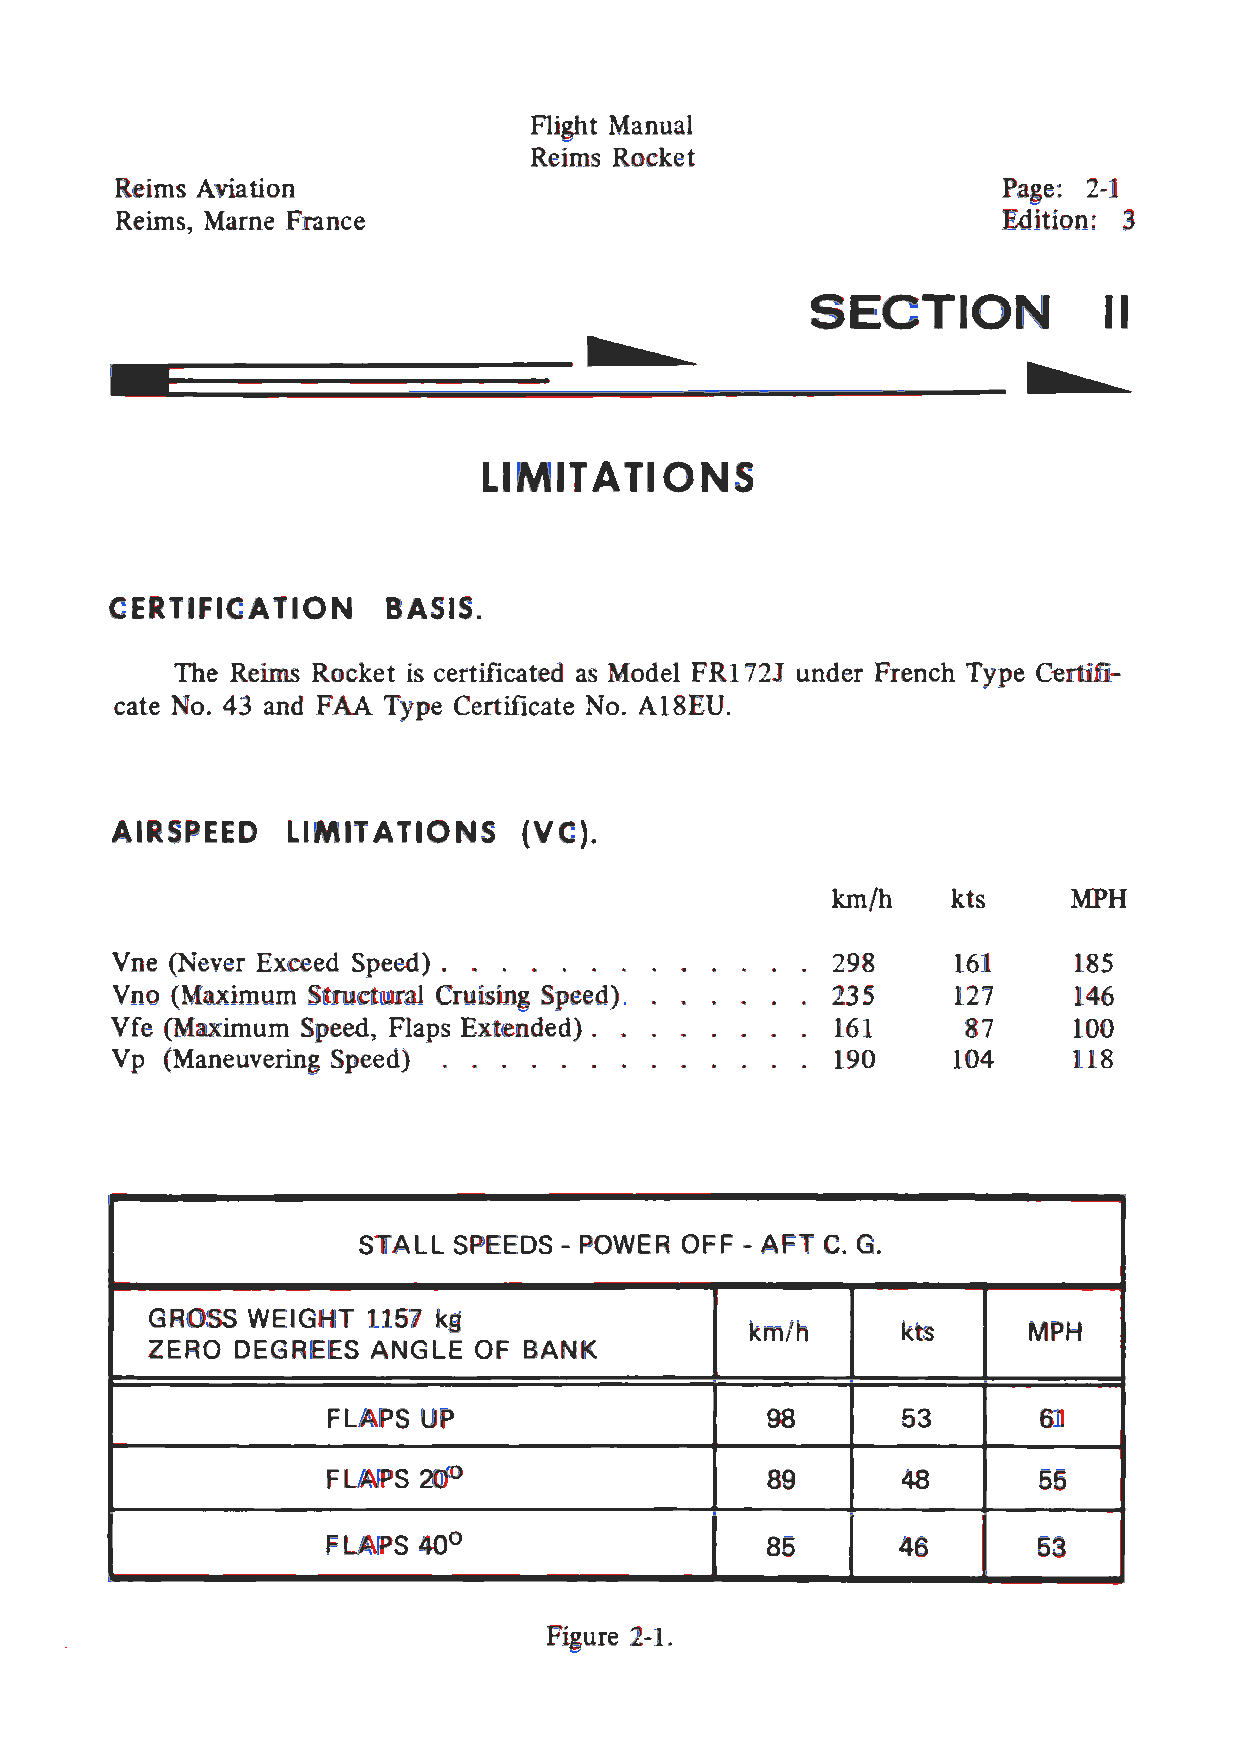 Flight Manual
Reims Rocket
Reims Aviation Page: 2-1
Reims, Marne France Edition: 3
SECTION II
LIMITATIONS
CERTIFICATION BASIS.
The Reims Rocket is certificated as Model FR172J under French Type Certifi-
cate No. 43 and FAA Type Certificate No. A18EU.
AIRSPEED LIMITATIONS (VC).
km/h kts MPH
Vne (Never Exceed Speed) . . . . . . . . . . . . . 298 161 185
Vno (Maximum Structural Cruising Speed). . . . . . . 235 127 146
Vfe (Maximum Speed, Flaps Extended) . . . . . . . . 161 87 100
Vp (Maneuvering Speed) . . . . . . . . . . . . . 190 104 118
STALL SPEEDS - POWER OFF - AFT C. G.
GROSS WEIGHT 1157 kg
ZERO DEGREES ANGLE OF BANK km/h kts MPH
FLAPS UP 98 53 61
FLAPS 20° 89 48 55
FLAPS 40° 85 46 53
Figure 2-1.